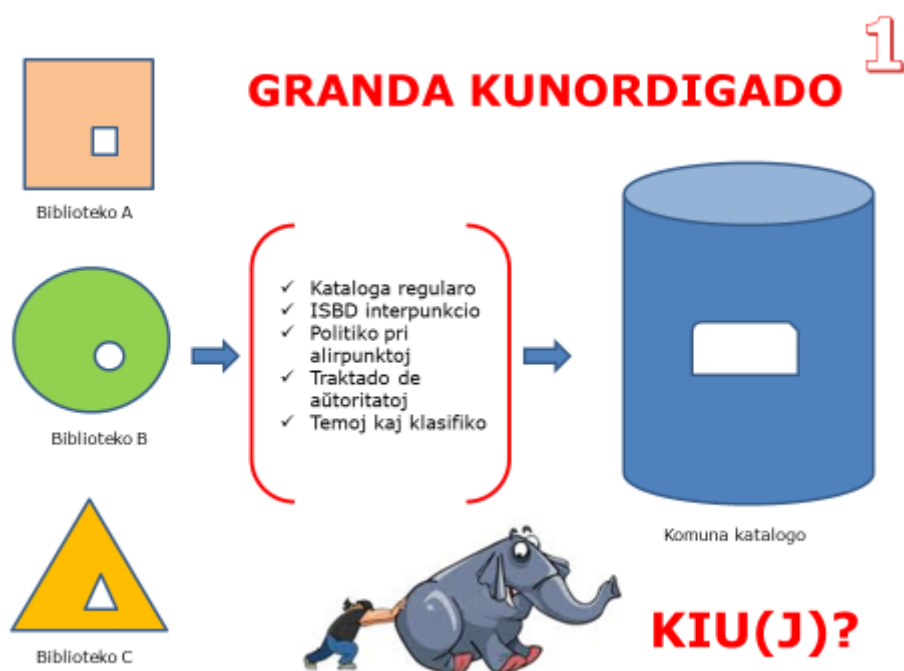 1
GRANDA KUNORDIGADO
Biblioteko A
✓ Kataloga regularo
✓ ISBD interpunkcio
✓ Politiko pri
alirpunktoj
✓ Traktado de
aŭtoritatoj
✓ Temoj kaj klasifiko
Biblioteko B
Komuna katalogo
Biblioteko C
KIU(J)?